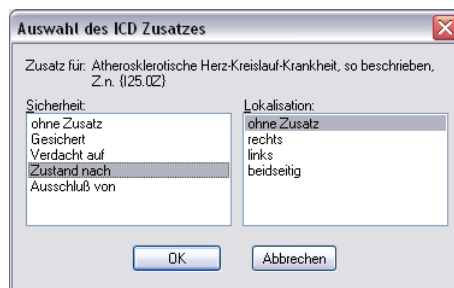 Auswahl des ICD Zusatzes
Zusatz für: Atherosklerotische Herz-Kreislauf-Krankheit, so beschrieben,
Z.n. {I25.0Z}
Sicherheit:
ohne Zusatz
Gesichert
Verdacht auf
Zustand nach
Ausschluß von
Lokalisation:
ohne Zusatz
rechts
links
beidseitig
OK
Abbrechen